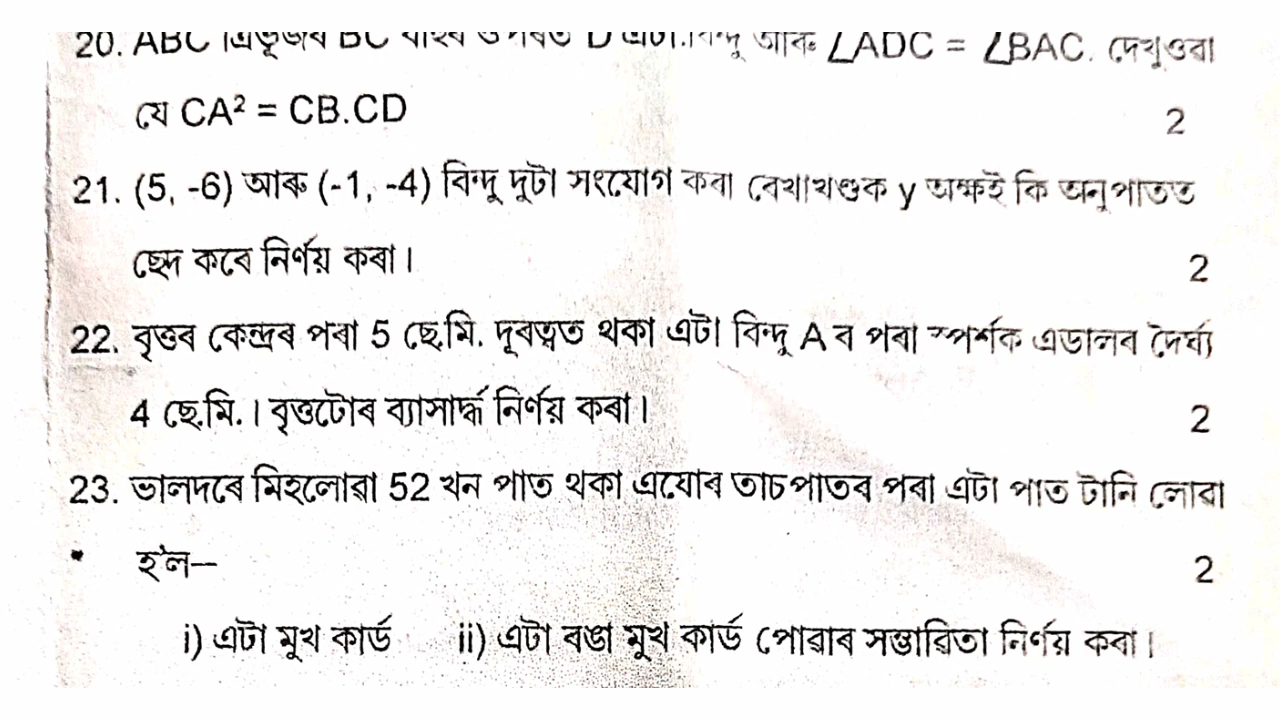 20. ABC ত্ৰিভূজৰ BC বাহুৰ ওপৰত D এটা বিন্দু আৰু ∠ADC = ∠BAC. দেখুওৱা
যে CA² = CB.CD 2
21. (5, -6) আৰু (-1, -4) বিন্দু দুটা সংযোগ কৰা ৰেখাখণ্ডক y অক্ষই কি অনুপাতত
ছেদ কৰে নিৰ্ণয় কৰা। 2
22. বৃত্তৰ কেন্দ্ৰৰ পৰা 5 ছে.মি. দূৰত্বত থকা এটা বিন্দু A ৰ পৰা স্পৰ্শক এডালৰ দৈৰ্ঘ্য
4 ছে.মি.। বৃত্তটোৰ ব্যাসাৰ্দ্ধ নিৰ্ণয় কৰা। 2
23. ভালদৰে মিহলোৱা 52 খন পাত থকা এযোৰ তাচপাতৰ পৰা এটা পাত টানি লোৱা
হ'ল— 2
i) এটা মুখ কাৰ্ড ii) এটা ৰঙা মুখ কাৰ্ড পোৱাৰ সম্ভাৱিতা নিৰ্ণয় কৰা।